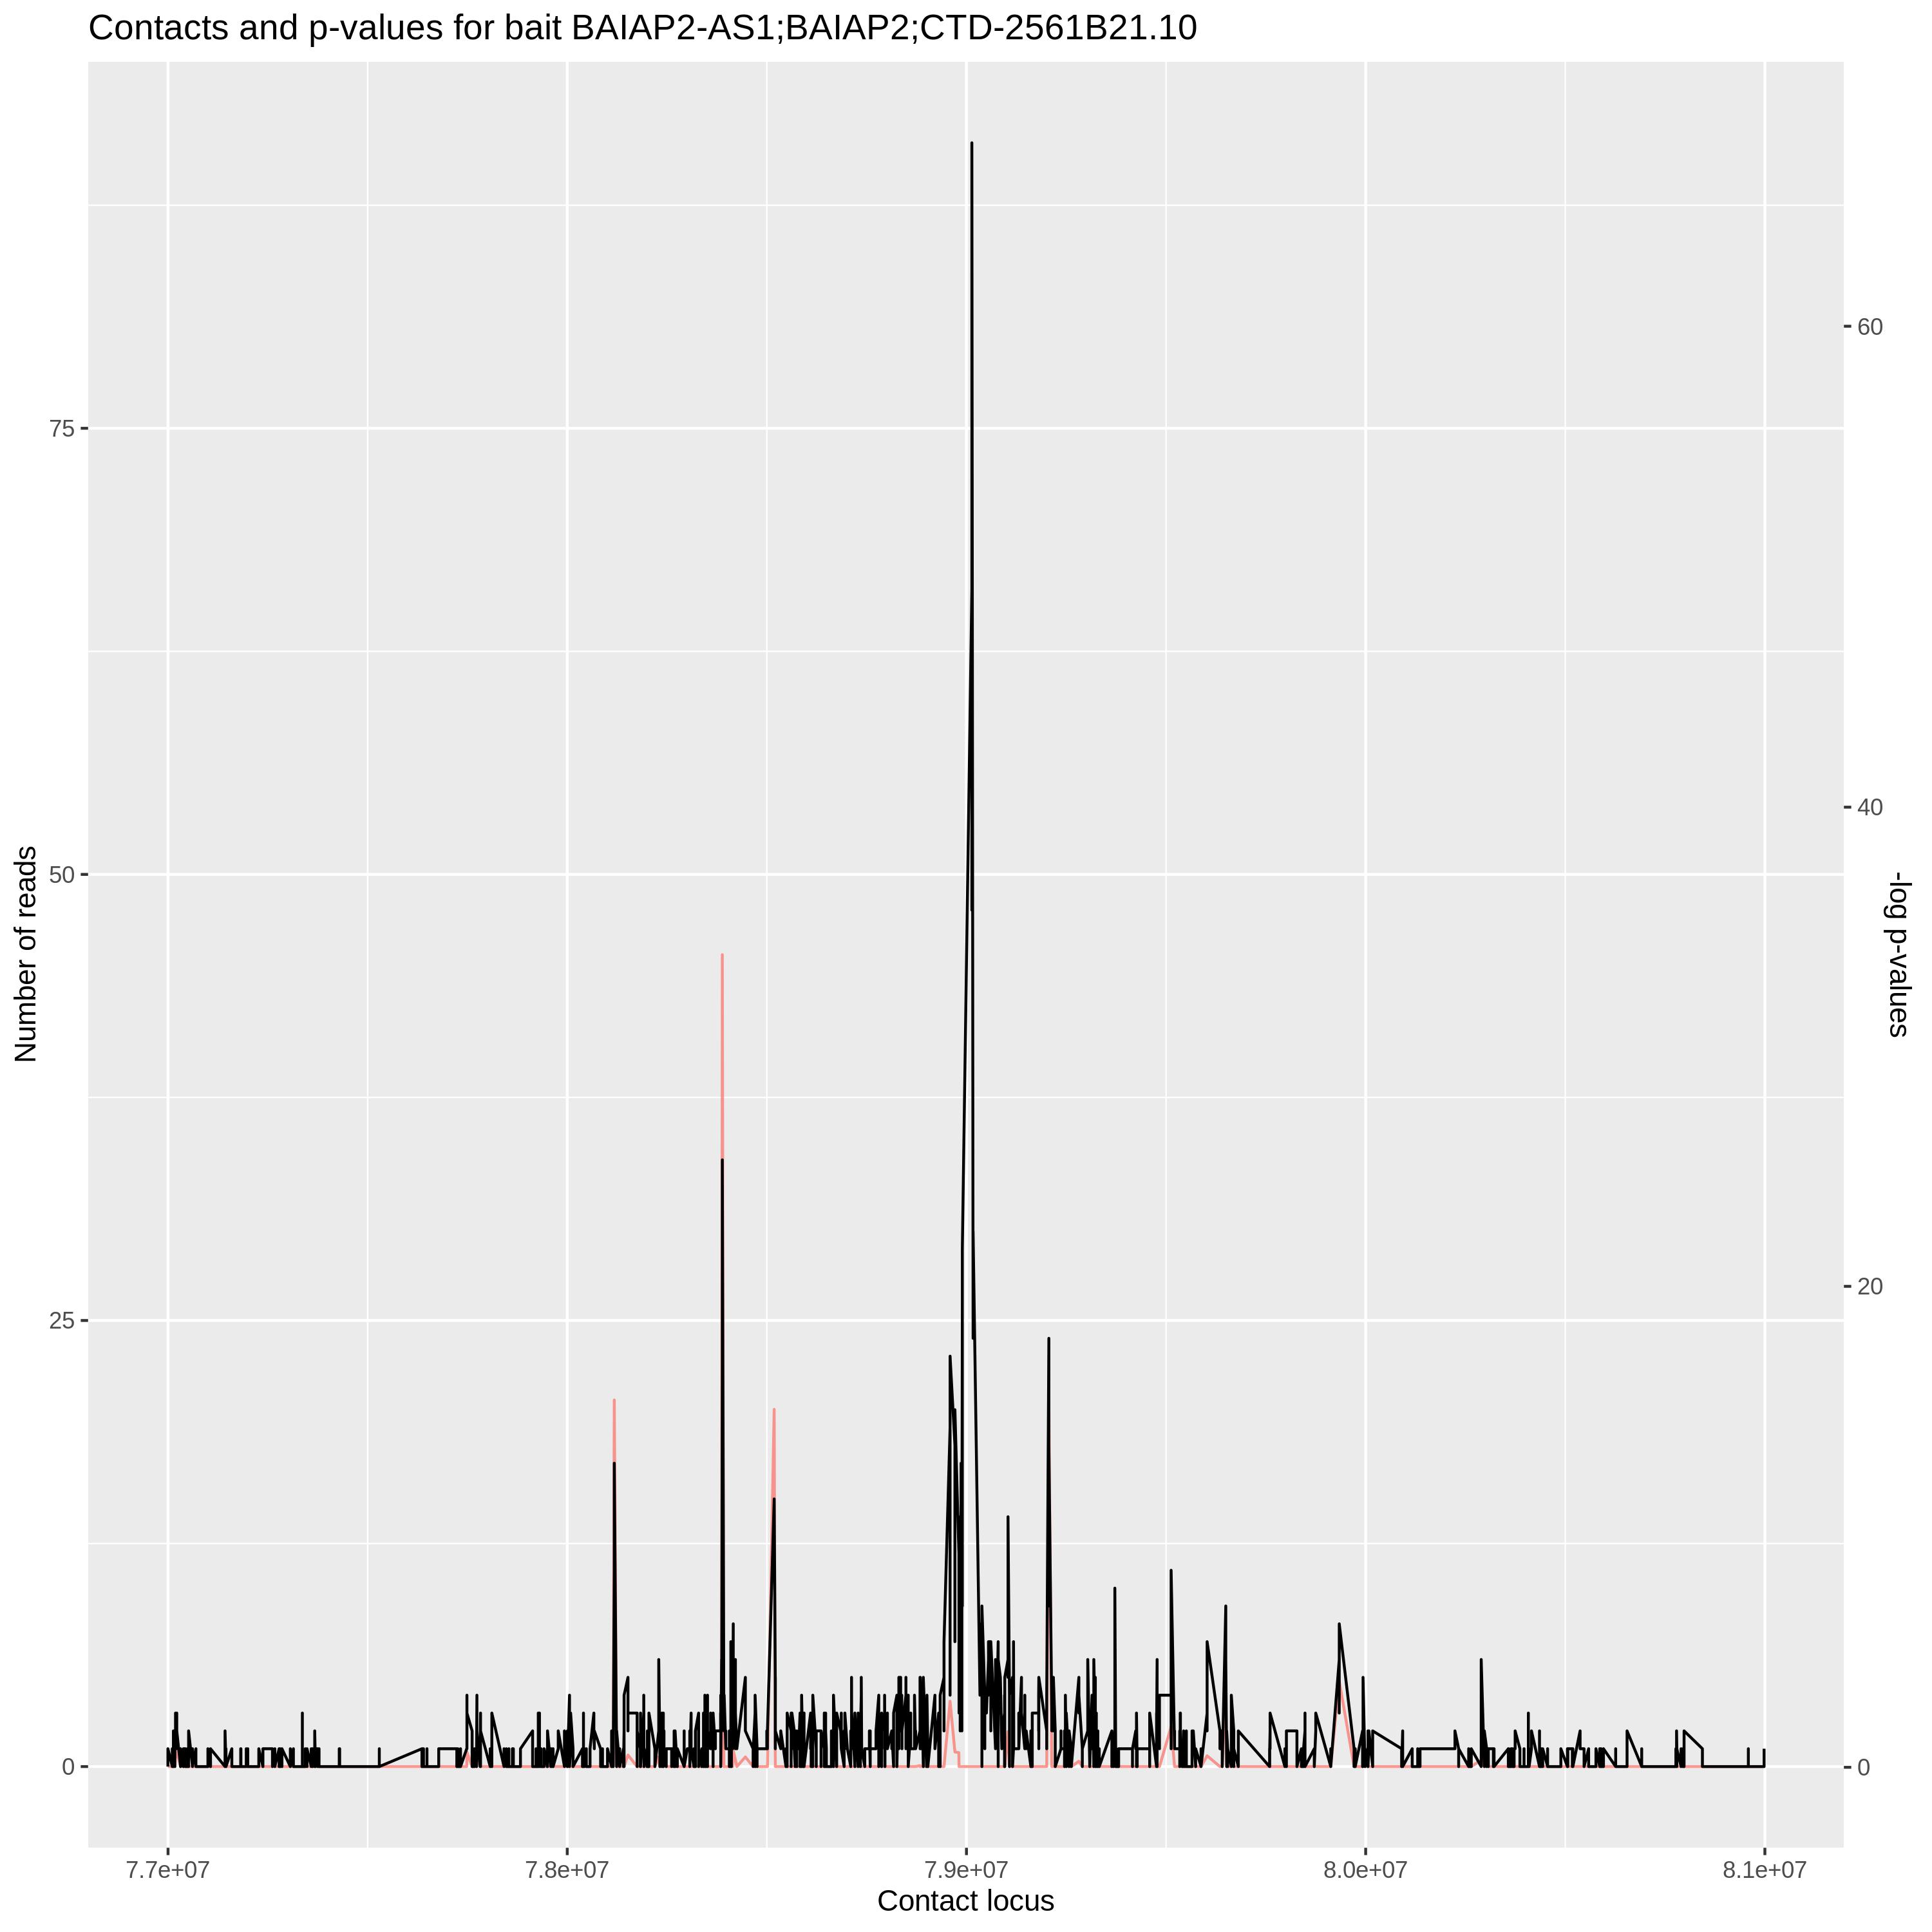 Contacts and p-values for bait BAIAP2-AS1;BAIAP2;CTD-2561B21.10
Number of reads
75
50
25
0
60
40
20
0
-log p-values
7.7e+07 7.8e+07 7.9e+07 8.0e+07 8.1e+07
Contact locus